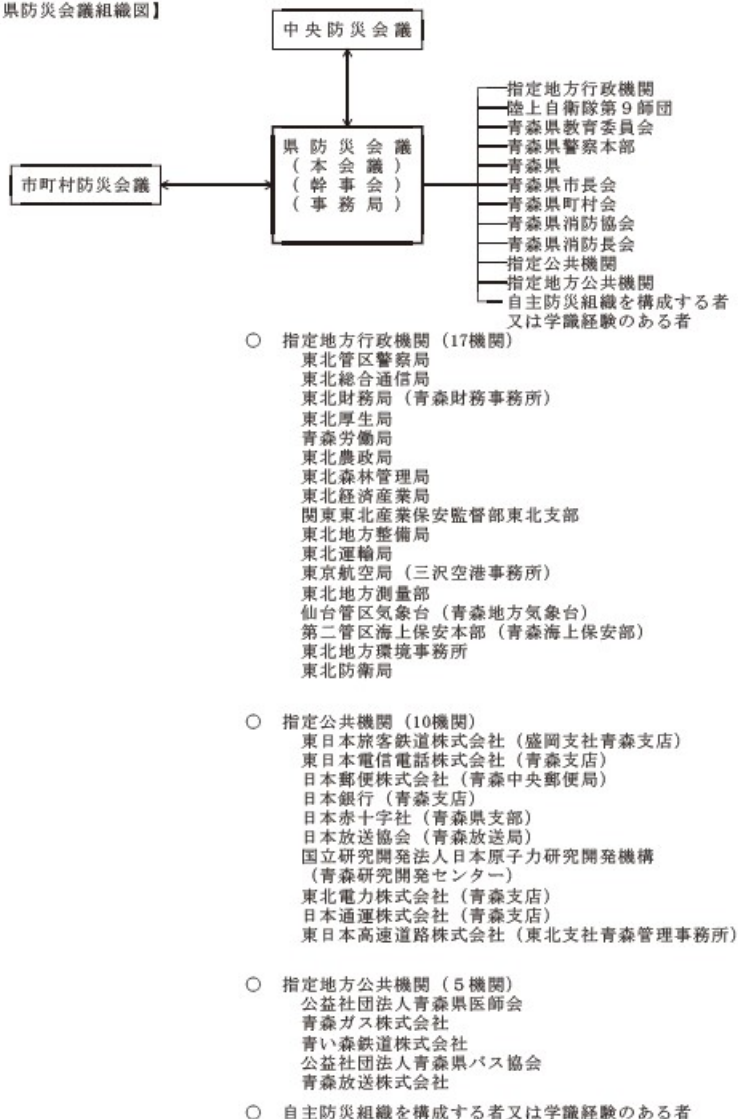 県防災会議組織図】
中央防災会議
県防災会議
(本会議)
(幹事会)
(事務局)
市町村防災会議
指定地方行政機関
陸上自衛隊第9師団
青森県教育委員会
青森県警察本部
青森県
青森県市長会
青森県町村会
青森県消防協会
青森県消防長会
指定公共機関
指定地方公共機関
自主防災組織を構成する者
又は学識経験のある者
○ 指定地方行政機関(17機関)
東北管区警察局
東北総合通信局
東北財務局(青森財務事務所)
東北厚生局
青森労働局
東北農政局
東北森林管理局
東北経済産業局
関東東北産業保安監督部東北支部
東北地方整備局
東北運輸局
東京航空局(三沢空港事務所)
東北地方測量部
仙台管区気象台(青森地方気象台)
第二管区海上保安本部(青森海上保安部)
東北地方環境事務所
東北防衛局
○ 指定公共機関(10機関)
東日本旅客鉄道株式会社(盛岡支社青森支店)
東日本電信電話株式会社(青森支店)
日本郵便株式会社(青森中央郵便局)
日本銀行(青森支店)
日本赤十字社(青森県支部)
日本放送協会(青森放送局)
国立研究開発法人日本原子力研究開発機構
(青森研究開発センター)
東北電力株式会社(青森支店)
日本通運株式会社(青森支店)
東日本高速道路株式会社(東北支社青森管理事務所)
○ 指定地方公共機関(5機関)
公益社団法人青森県医師会
青森ガス株式会社
青い森鉄道株式会社
公益社団法人青森県バス協会
青森放送株式会社
○ 自主防災組織を構成する者又は学識経験のある者